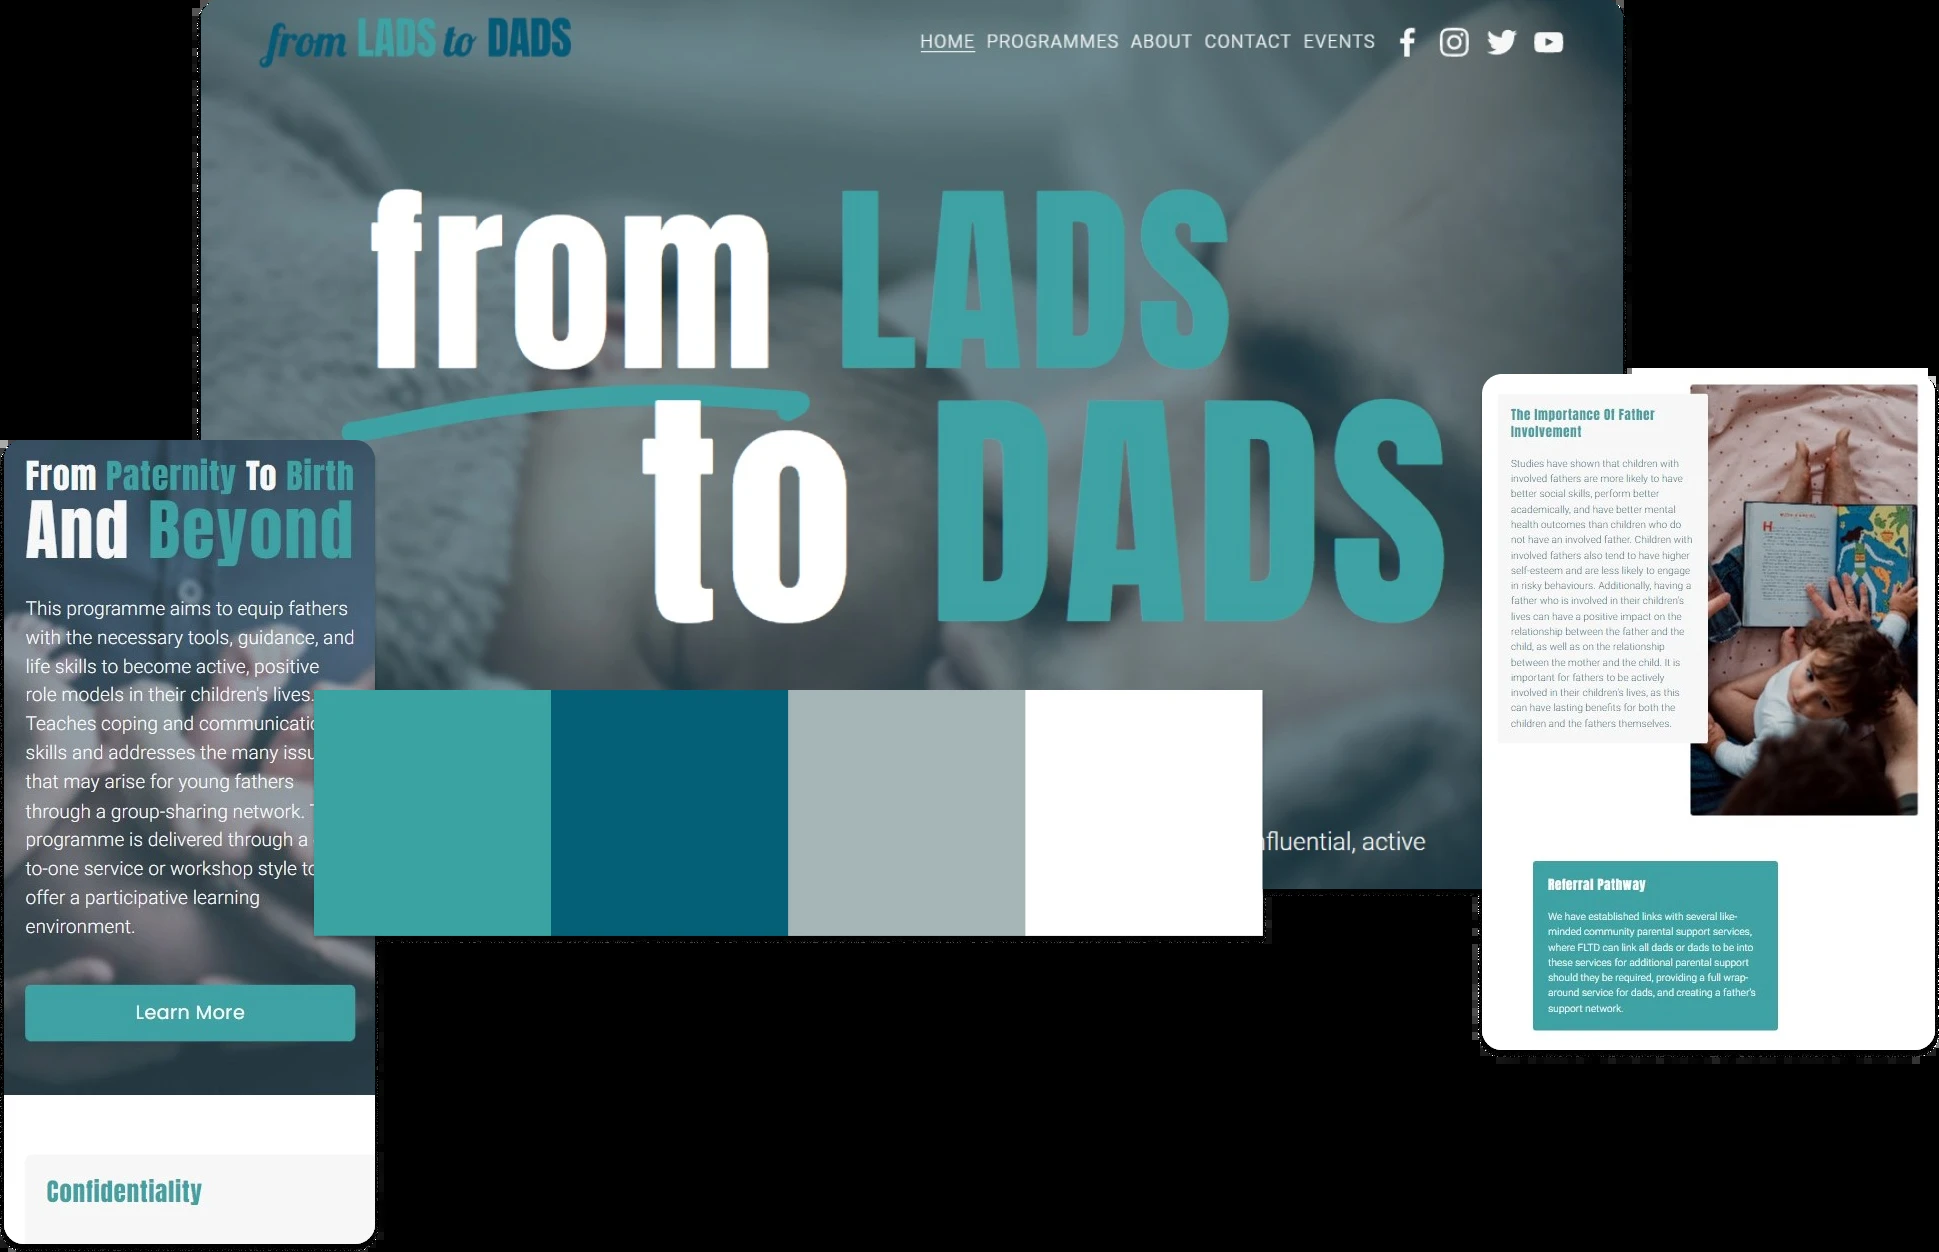 from LADS to DADS
HOME PROGRAMMES ABOUT CONTACT EVENTS
from LADS
to DADS
nfluential, active
From Paternity To Birth
And Beyond
This programme aims to equip fathers
with the necessary tools, guidance, and
life skills to become active, positive
role models in their children's lives.
Teaches coping and communicatio
skills and addresses the many issu
that may arise for young fathers
through a group-sharing network.
programme is delivered through a
to-one service or workshop style to
offer a participative learning
environment.
Learn More
Confidentiality
The Importance Of Father
Involvement
Studies have shown that children with
involved fathers are more likely to have
better social skills, perform better
academically, and have better mental
health outcomes than children who do
not have an involved father. Children with
involved fathers also tend to have higher
self-esteem and are less likely to engage
in risky behaviours. Additionally, having a
father who is involved in their children's
lives can have a positive impact on the
relationship between the father and the
child, as well as on the relationship
between the mother and the child. It is
important for fathers to be actively
involved in their children's lives, as this
can have lasting benefits for both the
children and the fathers themselves.
Referral Pathway
We have established links with several like-
minded community parental support services,
where FLTD can link all dads or dads to be into
these services for additional parental support
should they be required, providing a full wrap-
around service for dads, and creating a father's
support network.